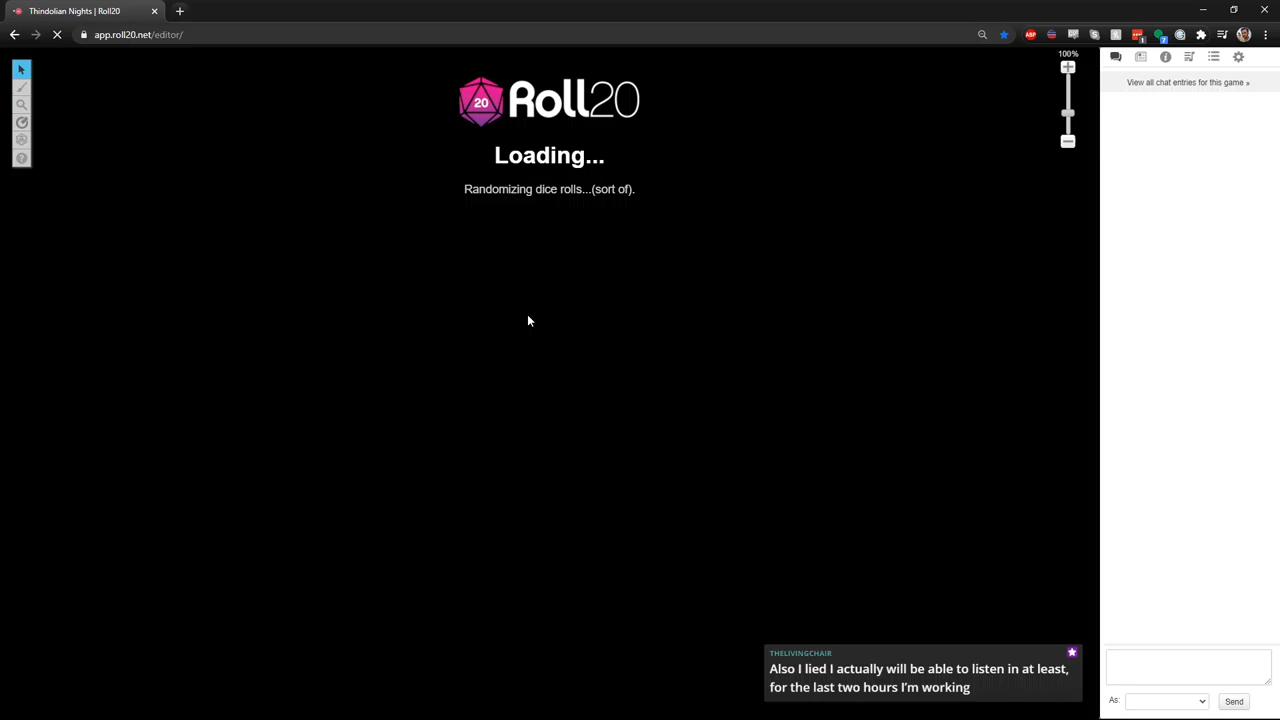 Thindolian Nights | Roll20
app.roll20.net/editor/
100%
View all chat entries for this game »
20 Roll20
Loading...
Randomizing dice rolls...(sort of).
THELIVINGCHAIR
Also I lied I actually will be able to listen in at least,
for the last two hours I'm working
As:
Send